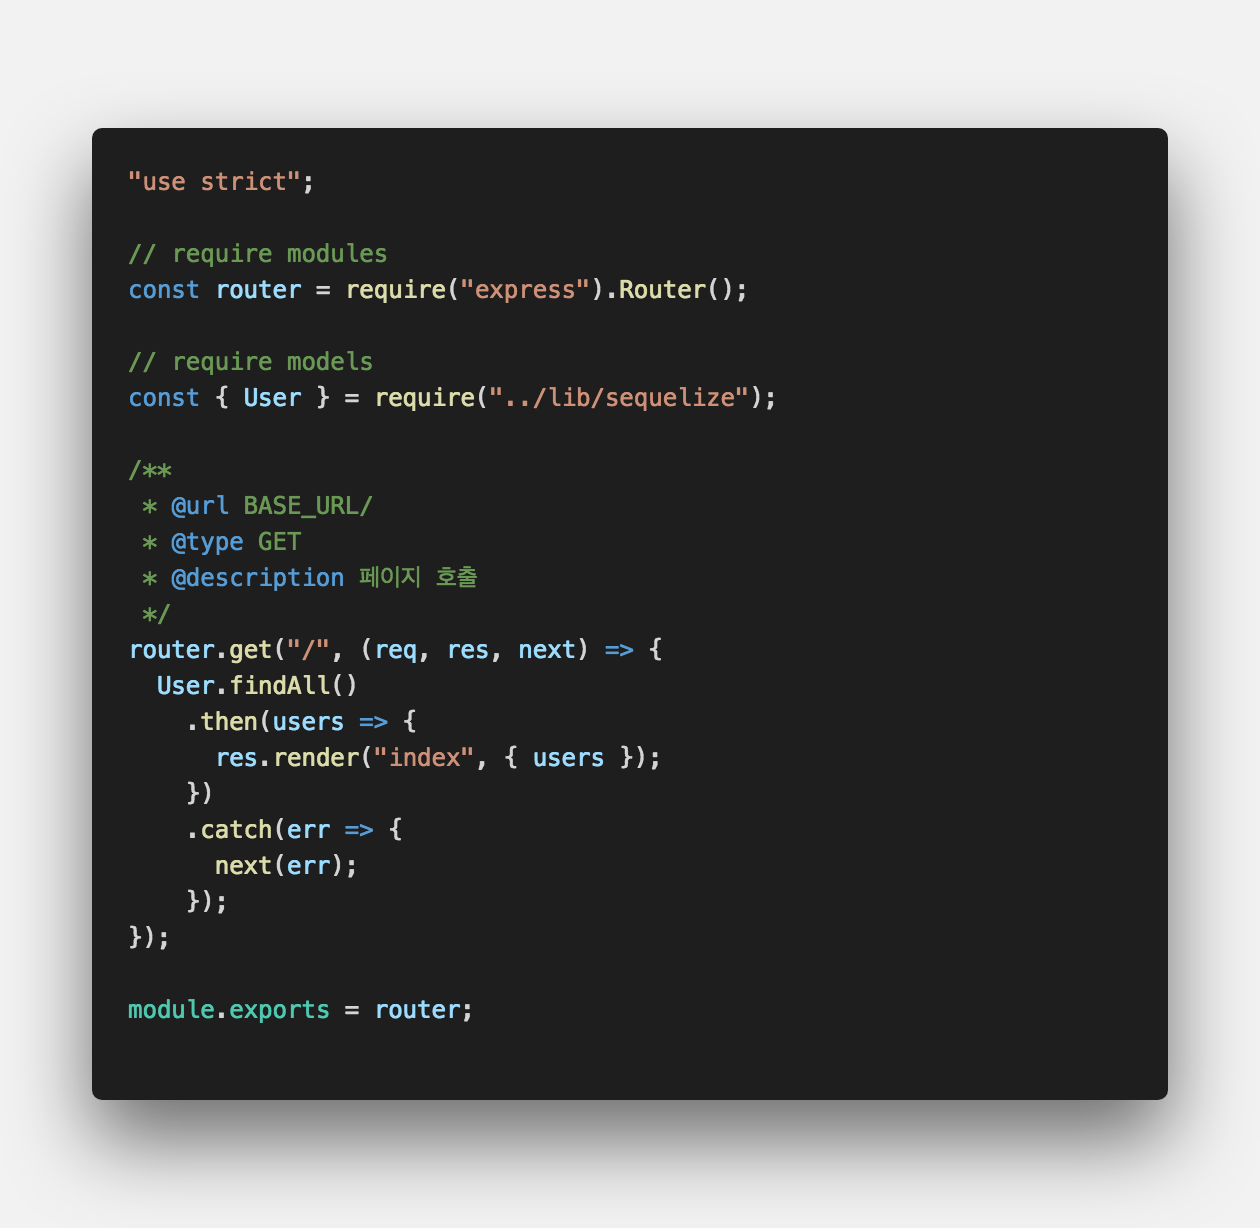 "use strict";

// require modules
const router = require("express").Router();

// require models
const { User } = require("../lib/sequelize");

/**
 * @url BASE_URL/
 * @type GET
 * @description 페이지 호출
 */
router.get("/", (req, res, next) => {
  User.findAll()
    .then(users => {
      res.render("index", { users });
    })
    .catch(err => {
      next(err);
    });
});

module.exports = router;